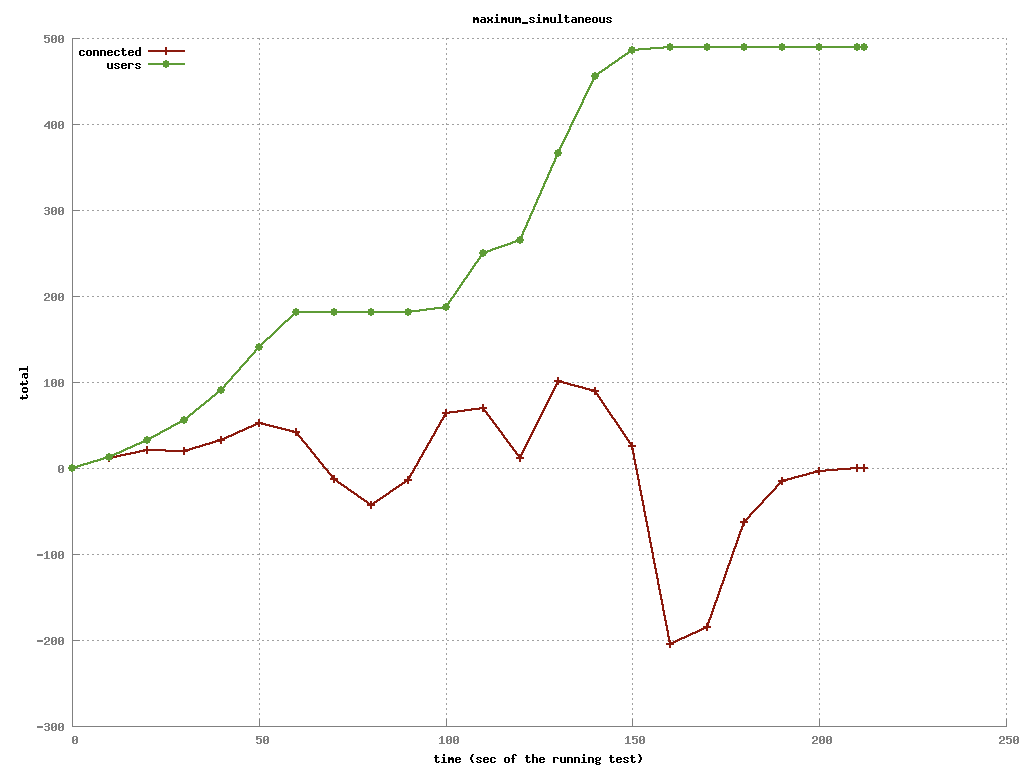 maximum_simultaneous
500
connected
users
400
300
200
total
100
0
-100
-200
-300
0 50 100 150 200 250
time (sec of the running test)